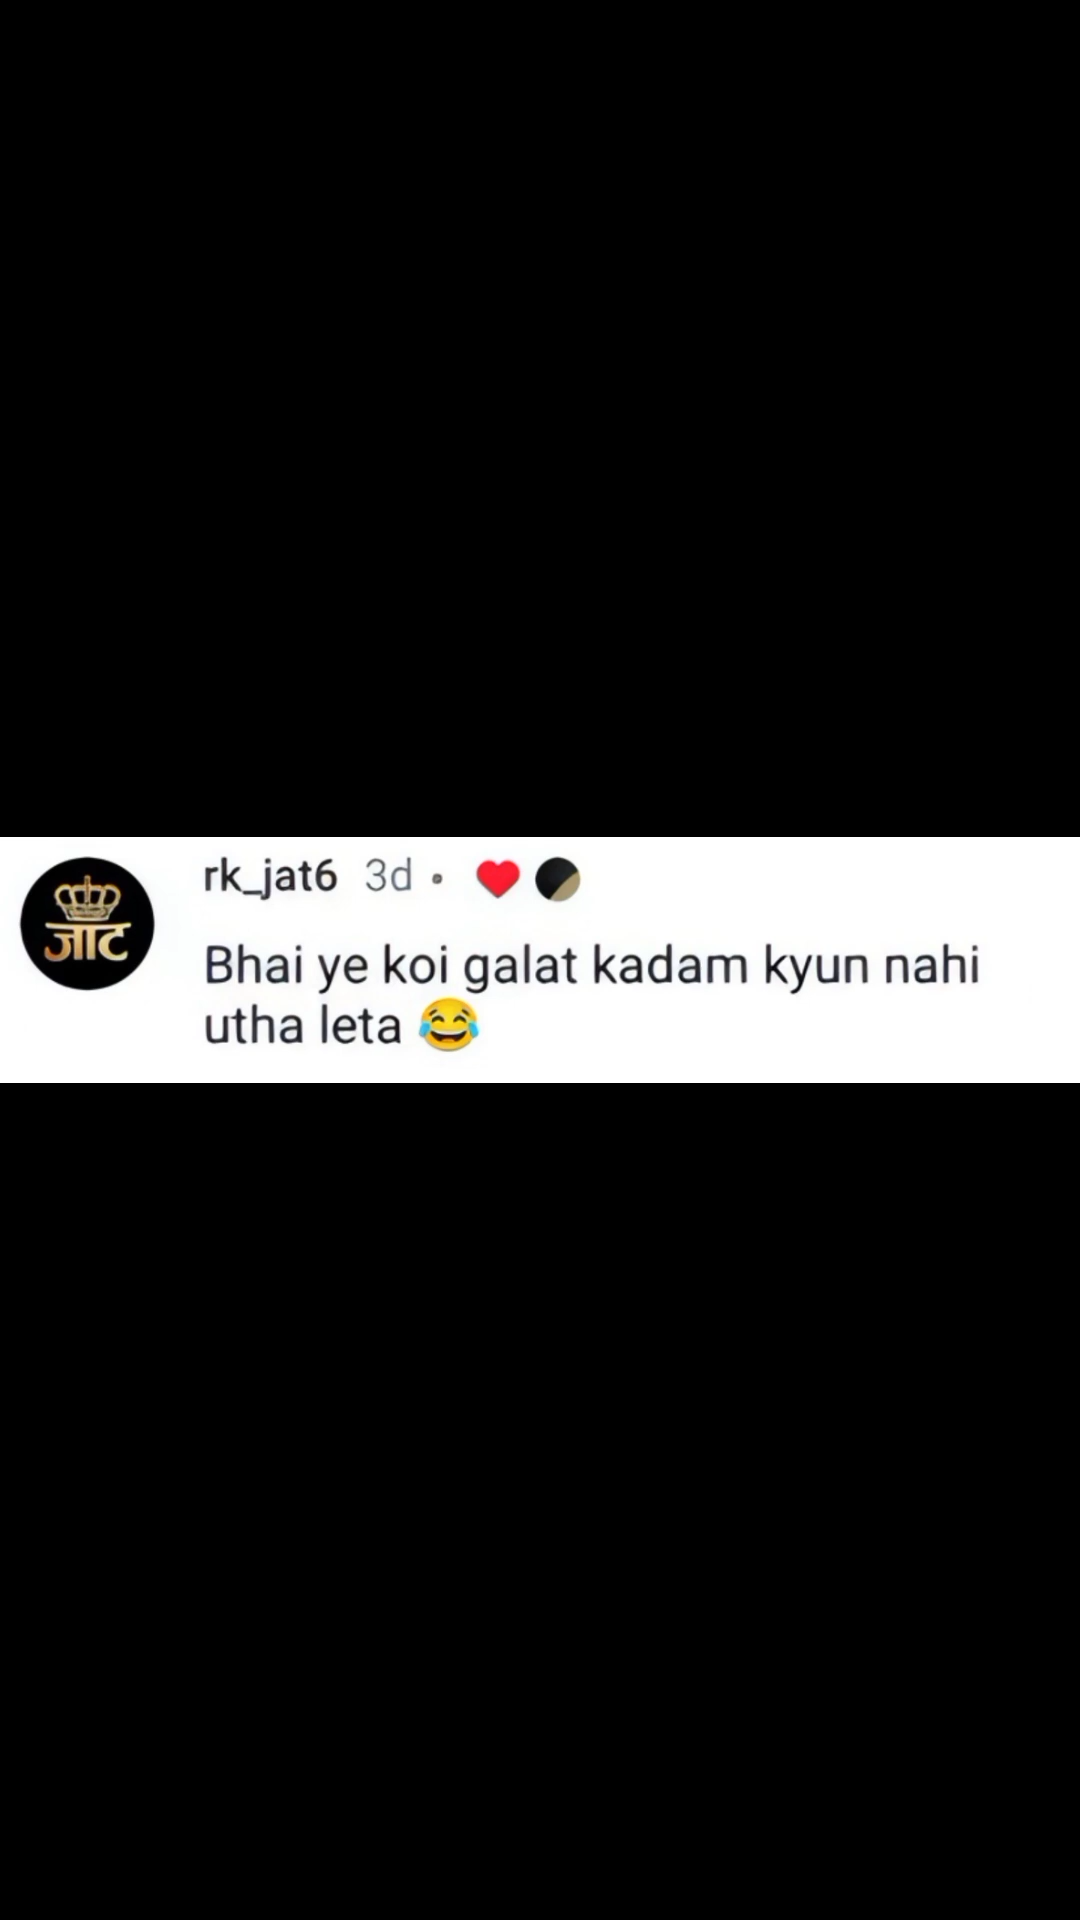 rk_jat6 3d •
जाट
Bhai ye koi galat kadam kyun nahi
utha leta 😂